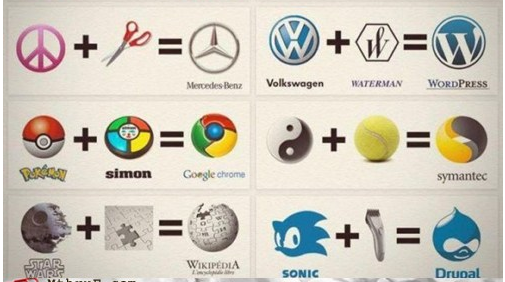 Mercedes-Benz
Volkswagen
WATERMAN
WORDPRESS
POKéMON
simon
Google chrome
symantec
STAR
WARS
WIKIPEDIA
L'encyclopédie libre
SONIC
Drupal